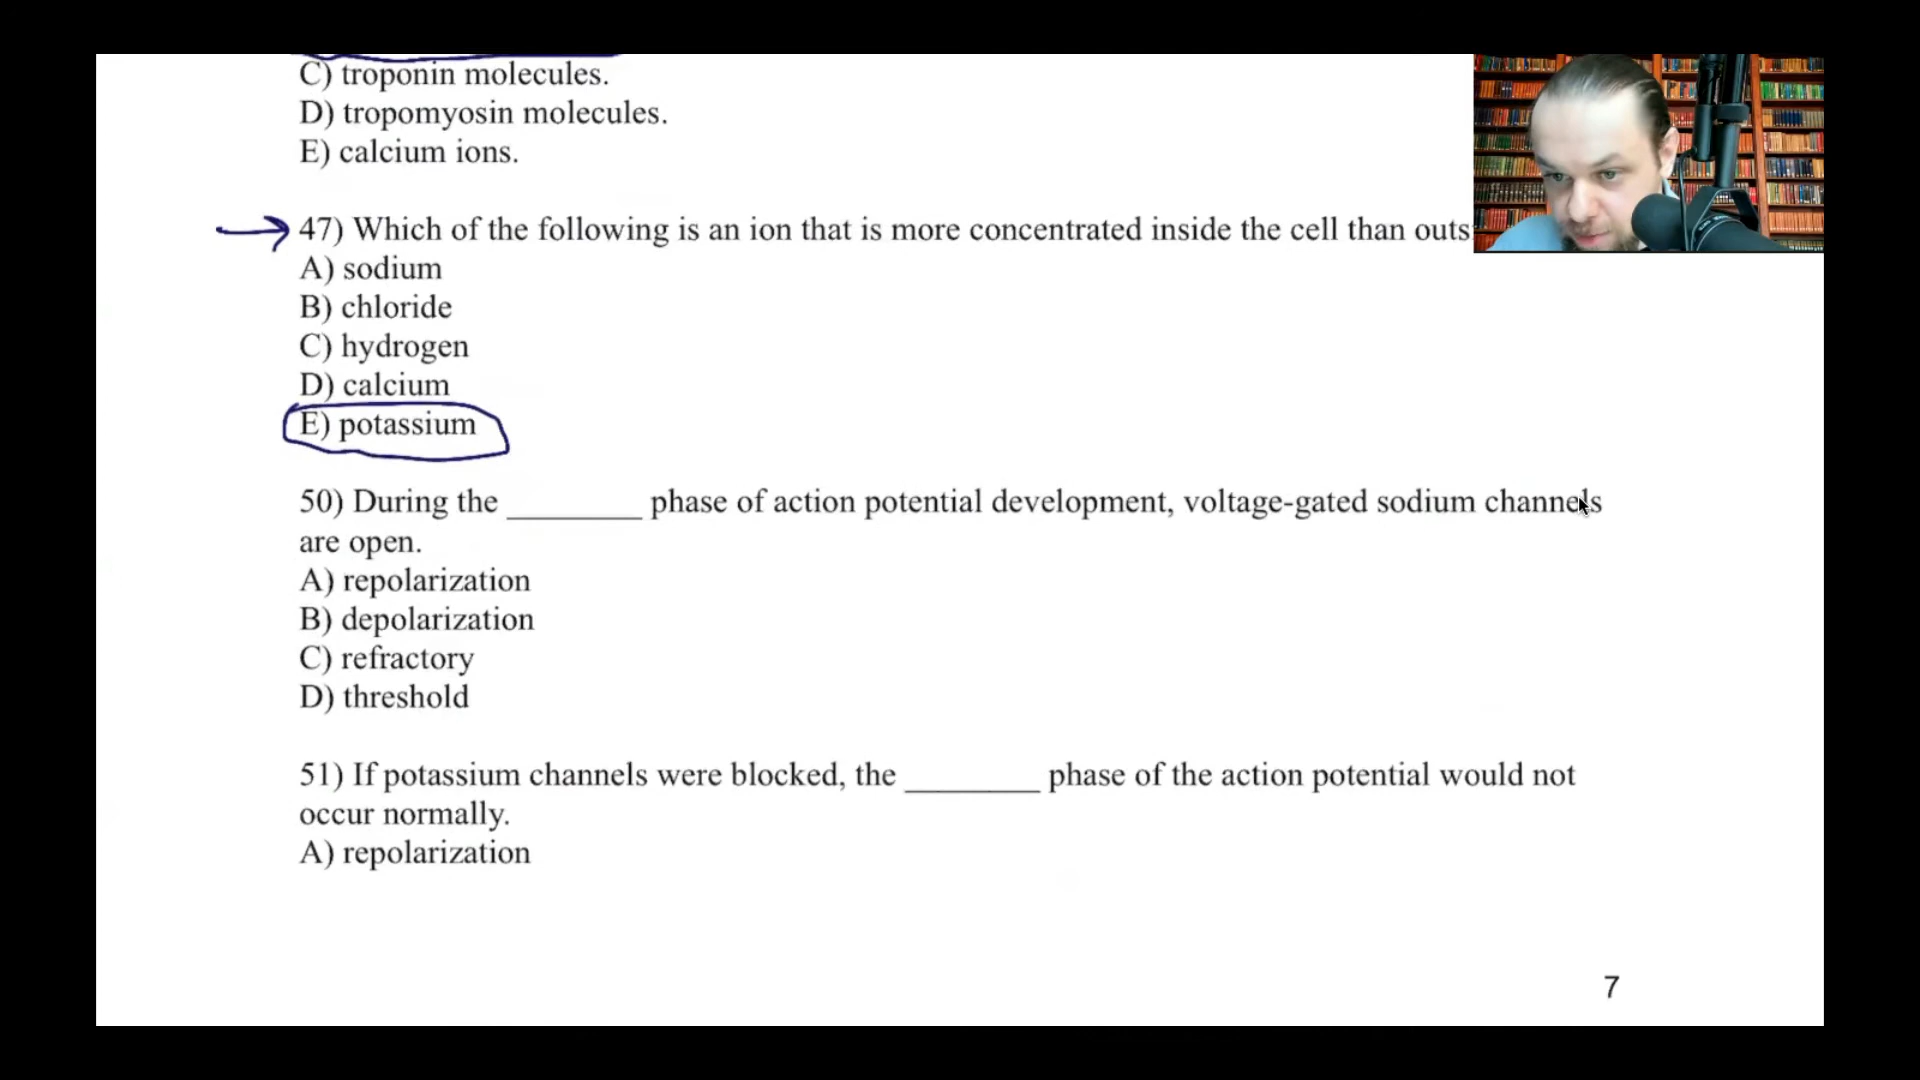 C) troponin molecules.
D) tropomyosin molecules.
E) calcium ions.
47) Which of the following is an ion that is more concentrated inside the cell than outs
A) sodium
B) chloride
C) hydrogen
D) calcium
E) potassium
50) During the ________ phase of action potential development, voltage-gated sodium channels
are open.
A) repolarization
B) depolarization
C) refractory
D) threshold
51) If potassium channels were blocked, the ________ phase of the action potential would not
occur normally.
A) repolarization
7